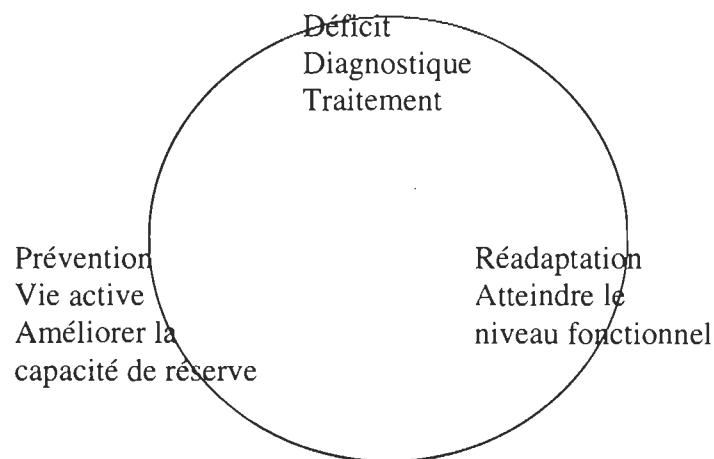 Déficit
Diagnostique
Traitement
Prévention
Vie active
Améliorer la
capacité de réserve
Réadaptation
Atteindre le
niveau fonctionnel